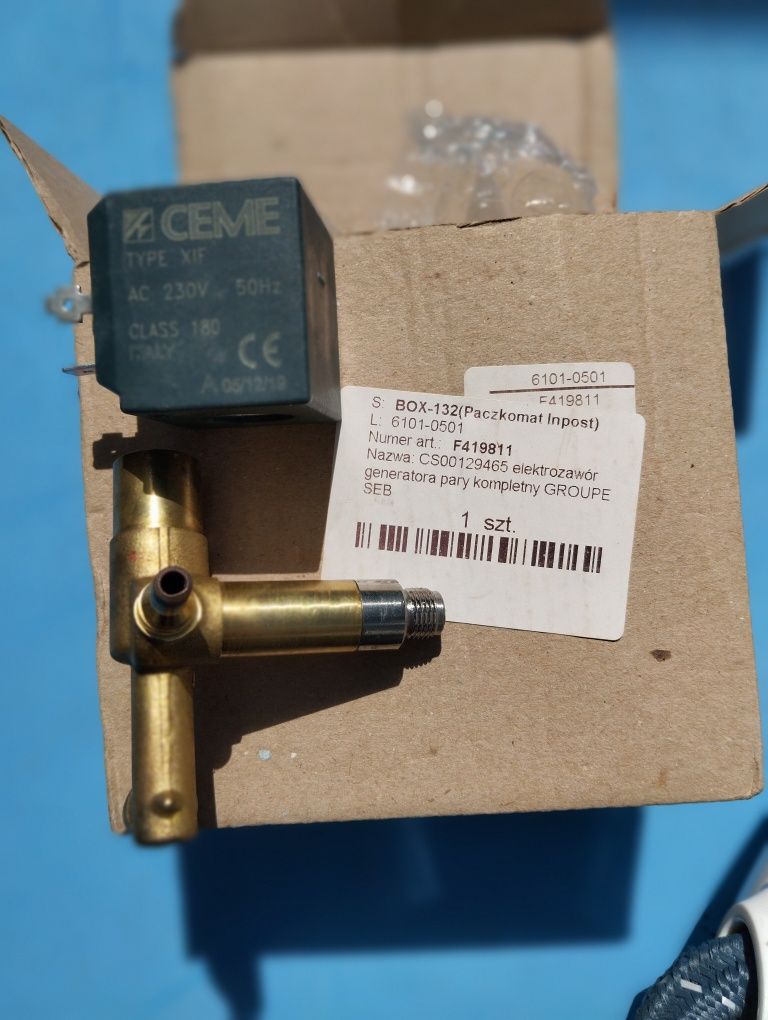 CEME
TYPE XIF
AC 230V 50Hz
CLASS 180
ITALY CE
A 05/12/19
6101-0501
F419811
S: BOX-132(Paczkomat Inpost)
L: 6101-0501
Numer art.: F419811
Nazwa: CS00129465 elektrozawór
generatora pary kompletny GROUPE
SEB
1 szt.